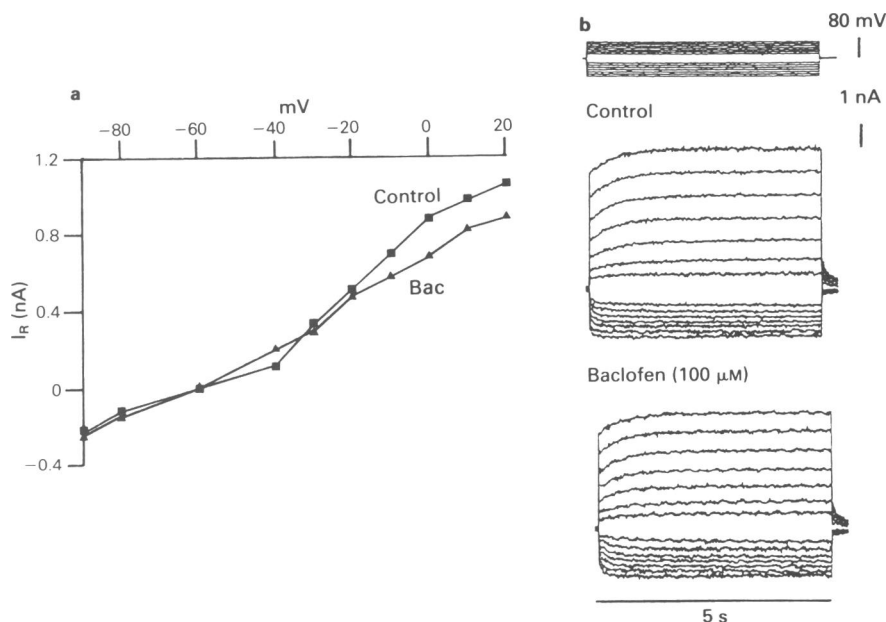 a
mV
−80 −60 −40 −20 0 20
1.2
0.8
0.4
0
−0.4
I_R (nA)
Control
Bac
b
80 mV
1 nA
Control
Baclofen (100 μM)
5 s